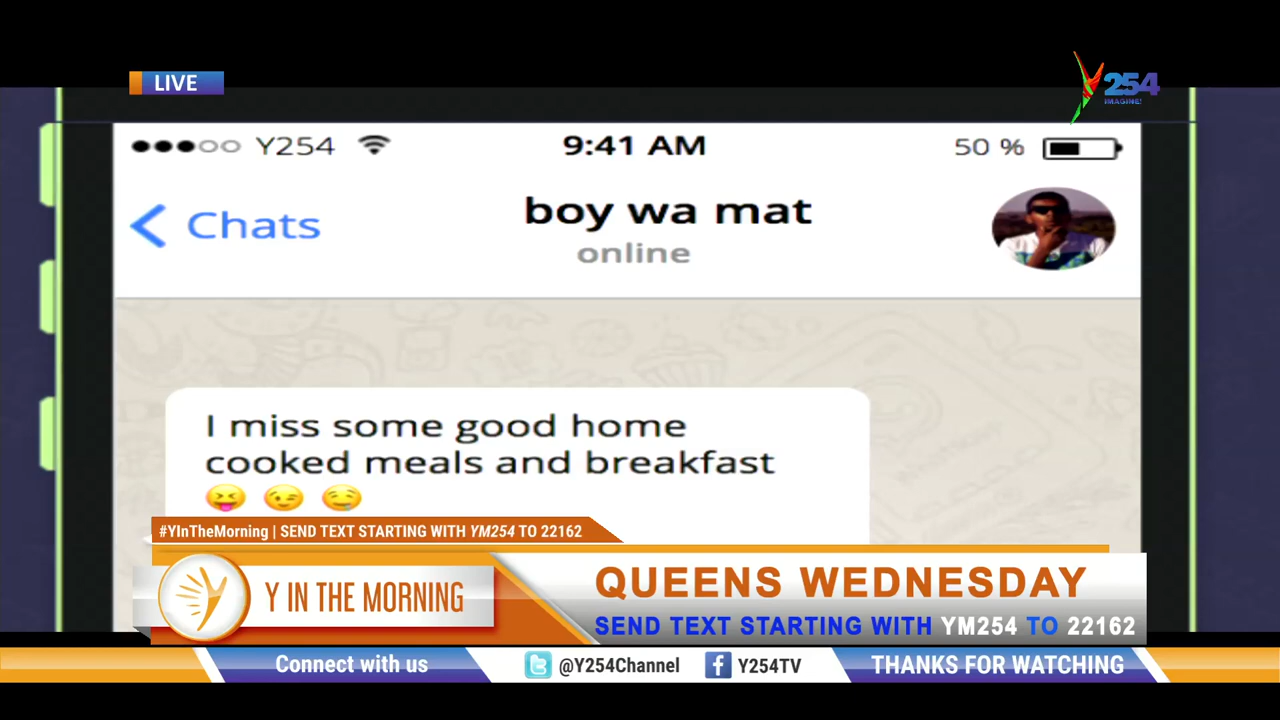 LIVE
Y254
IMAGINE!
Y254
9:41 AM
50 %
Chats
boy wa mat
online
I miss some good home
cooked meals and breakfast
😝 😉 🤤
#YInTheMorning | SEND TEXT STARTING WITH YM254 TO 22162
Y IN THE MORNING
QUEENS WEDNESDAY
SEND TEXT STARTING WITH YM254 TO 22162
Connect with us
@Y254Channel
Y254TV
THANKS FOR WATCHING